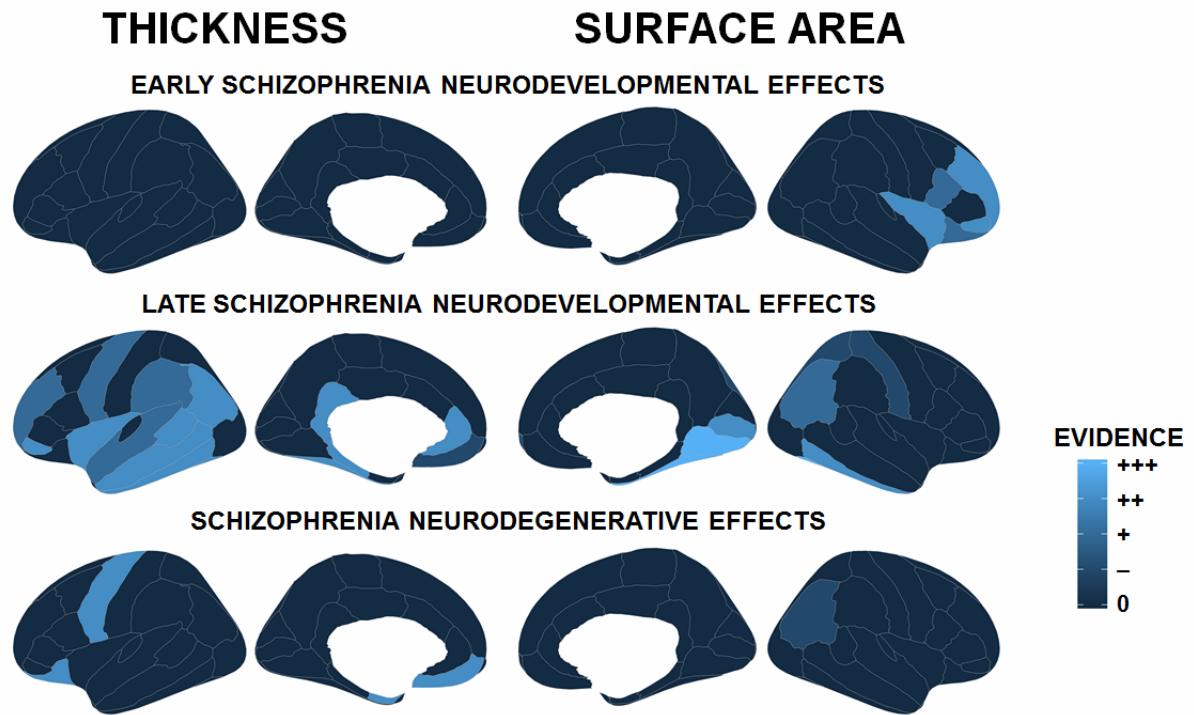 THICKNESS
SURFACE AREA
EARLY SCHIZOPHRENIA NEURODEVELOPMENTAL EFFECTS
LATE SCHIZOPHRENIA NEURODEVELOPMENTAL EFFECTS
SCHIZOPHRENIA NEURODEGENERATIVE EFFECTS
EVIDENCE
+++
++
+
–
0